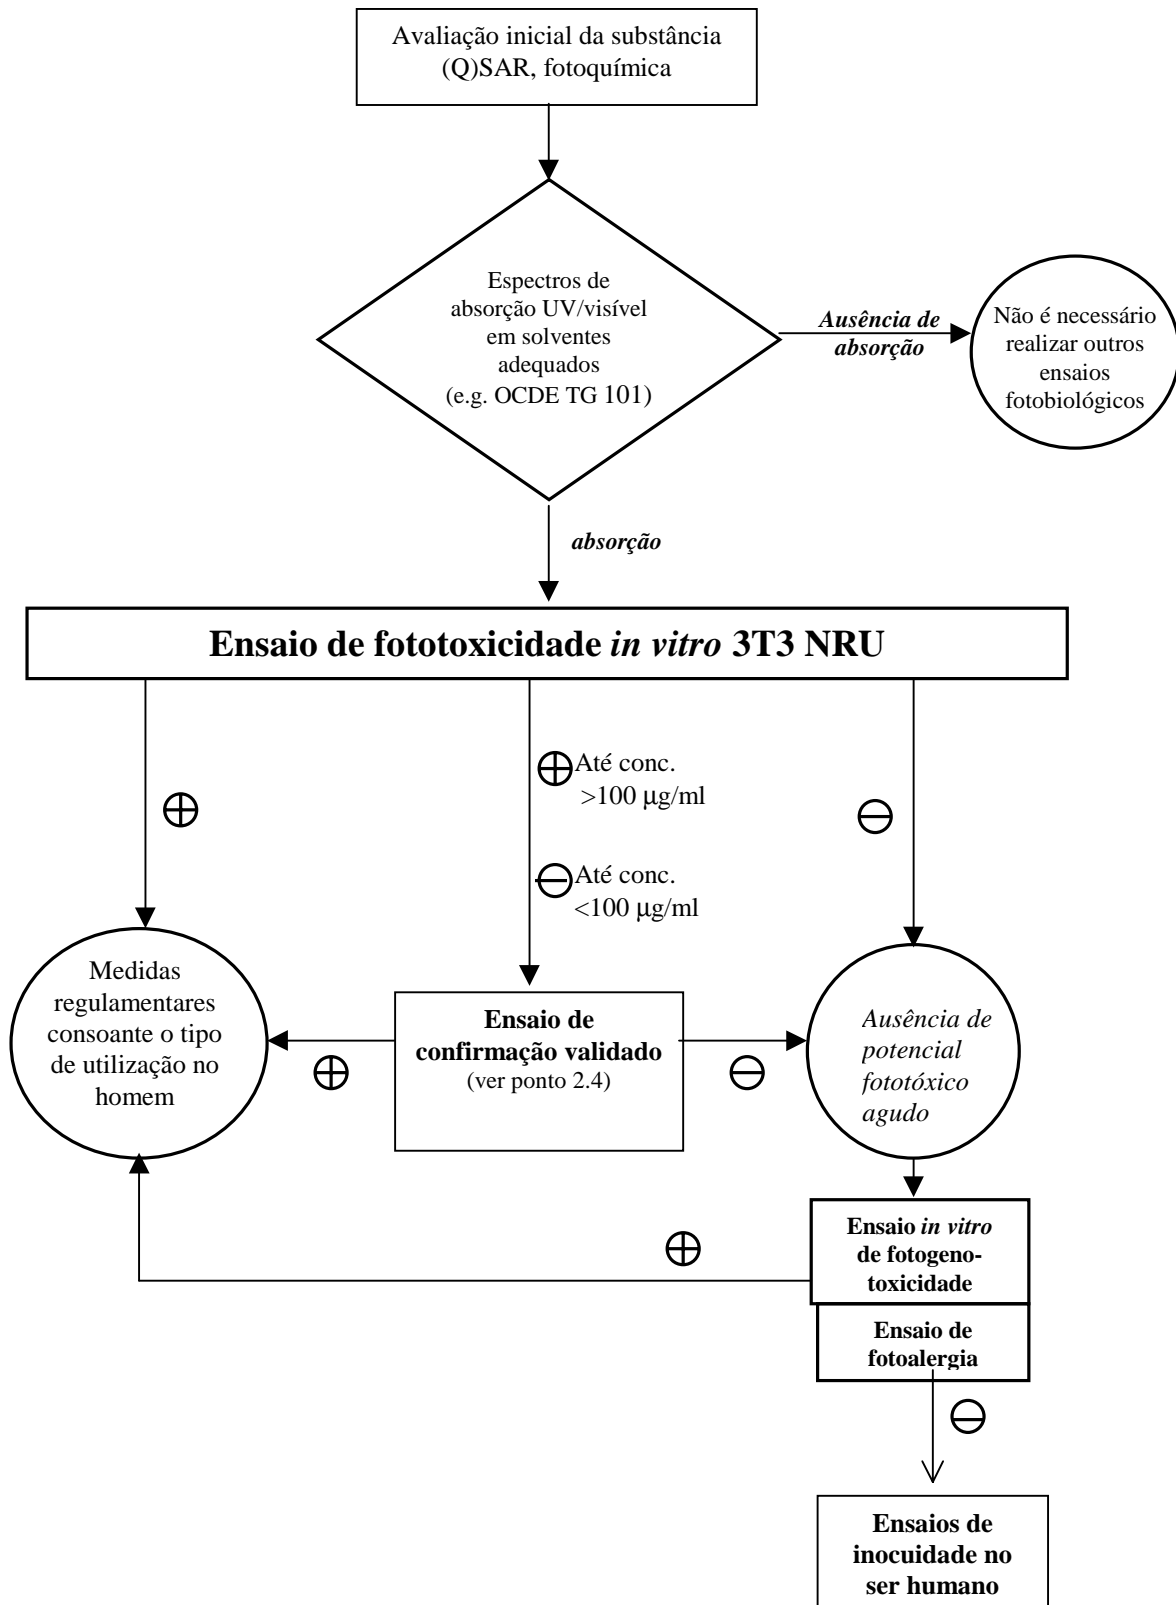 Avaliação inicial da substância
(Q)SAR, fotoquímica
Espectros de
absorção UV/visível
em solventes
adequados
(e.g. OCDE TG 101)
Ausência de
absorção
Não é necessário
realizar outros
ensaios
fotobiológicos
absorção
Ensaio de fototoxicidade in vitro 3T3 NRU
Até conc.
>100 µg/ml
Até conc.
<100 µg/ml
Medidas
regulamentares
consoante o tipo
de utilização no
homem
Ensaio de
confirmação validado
(ver ponto 2.4)
Ausência de
potencial
fototóxico
agudo
Ensaio in vitro
de fotogeno-
toxicidade
Ensaio de
fotoalergia
Ensaios de
inocuidade no
ser humano